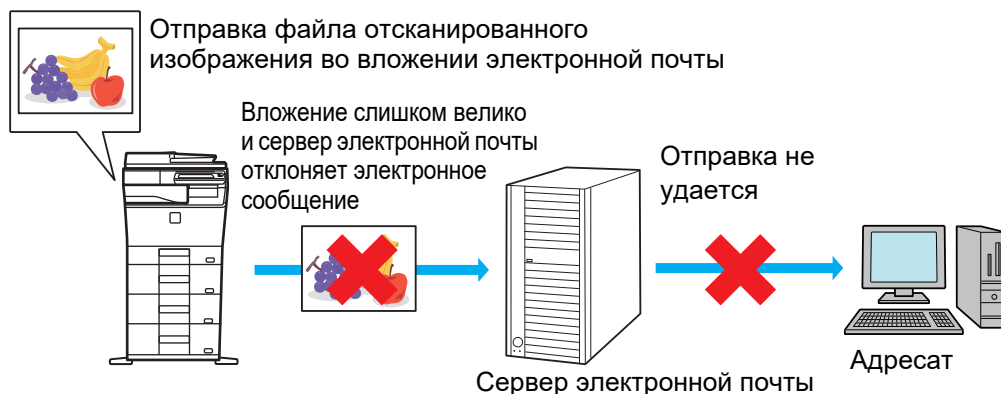 Отправка файла отсканированного
изображения во вложении электронной почты
Вложение слишком велико
и сервер электронной почты
отклоняет электронное
сообщение
Отправка не
удается
Адресат
Сервер электронной почты